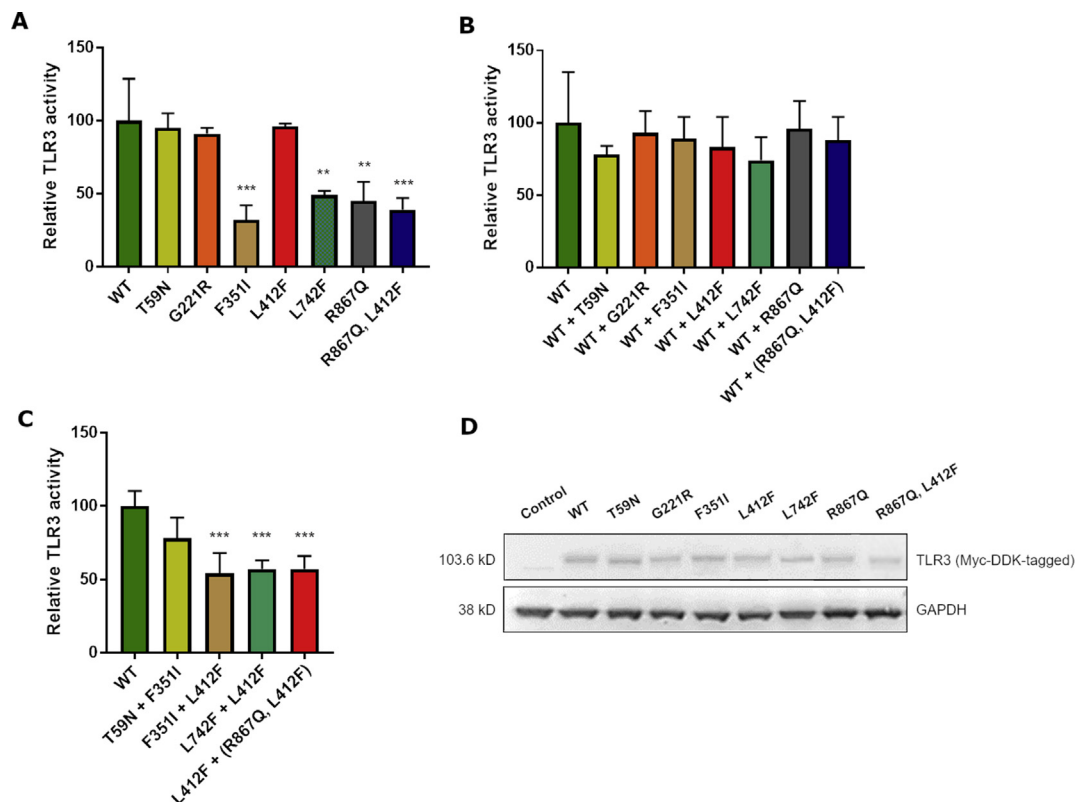 A
Relative TLR3 activity
150
100
50
0
***
**
**
***
WT
T59N
G221R
F351I
L412F
L742F
R867Q
R867Q, L412F
B
Relative TLR3 activity
150
100
50
0
WT
WT + T59N
WT + G221R
WT + F351I
WT + L412F
WT + L742F
WT + R867Q
WT + (R867Q, L412F)
C
Relative TLR3 activity
150
100
50
0
***
***
***
WT
T59N + F351I
F351I + L412F
L742F + L412F
L412F + (R867Q, L412F)
D
Control
WT
T59N
G221R
F351I
L412F
L742F
R867Q
R867Q, L412F
103.6 kD
TLR3 (Myc-DDK-tagged)
38 kD
GAPDH